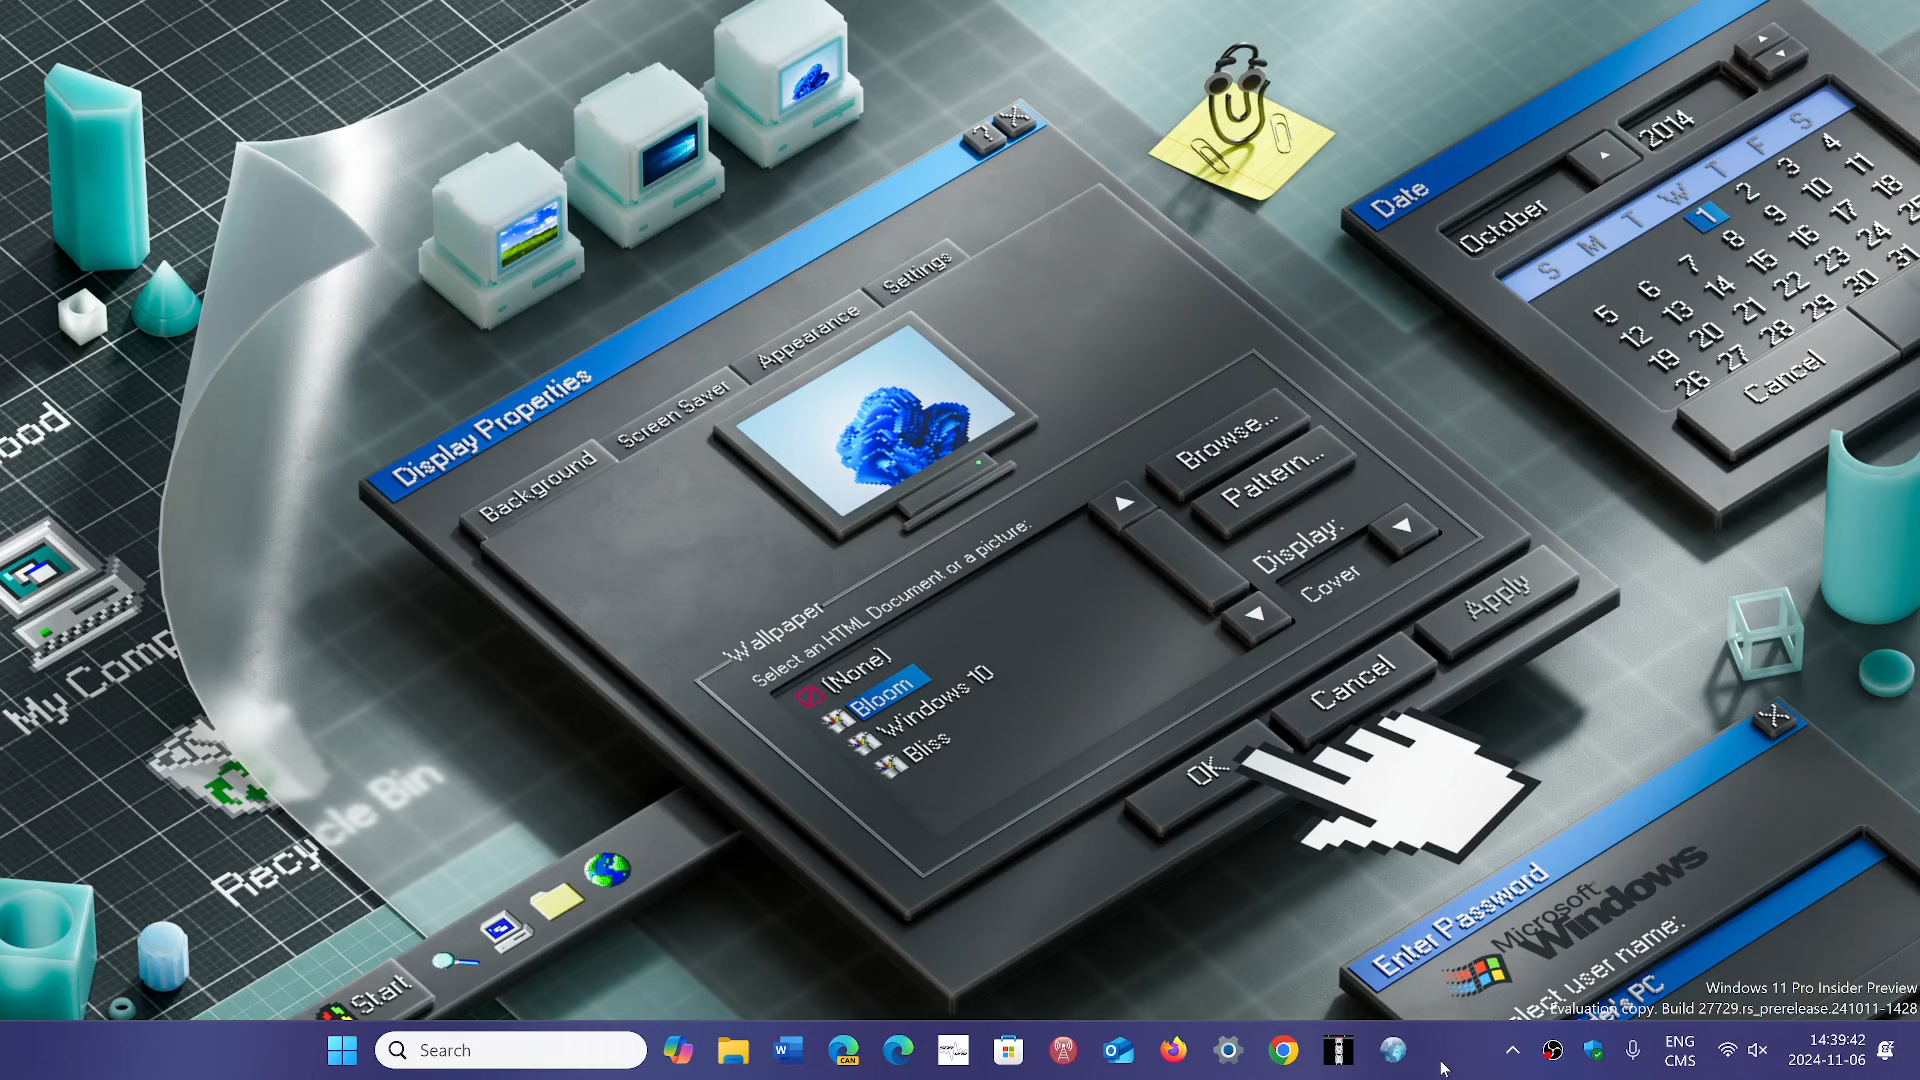 ?
X
Display Properties
Background
Screen Saver
Appearance
Settings
Wallpaper
Select an HTML Document or a picture:
(None)
Bloom
Windows 10
Bliss
Browse...
Pattern...
Display:
Cover
OK
Cancel
Apply
Date
October
2014
S M T W T F S
1 2 3 4
5 6 7 8 9 10 11
12 13 14 15 16 17 18
19 20 21 22 23 24 25
26 27 28 29 30 31
Cancel
ood
My Comp
Recycle Bin
Start
X
Enter Password
Microsoft
Windows
elect user name:
's PC
Windows 11 Pro Insider Preview
Evaluation copy. Build 27729.rs_prerelease.241011-1428
Search
W
CAN
ENG
CMS
14:39:42
2024-11-06